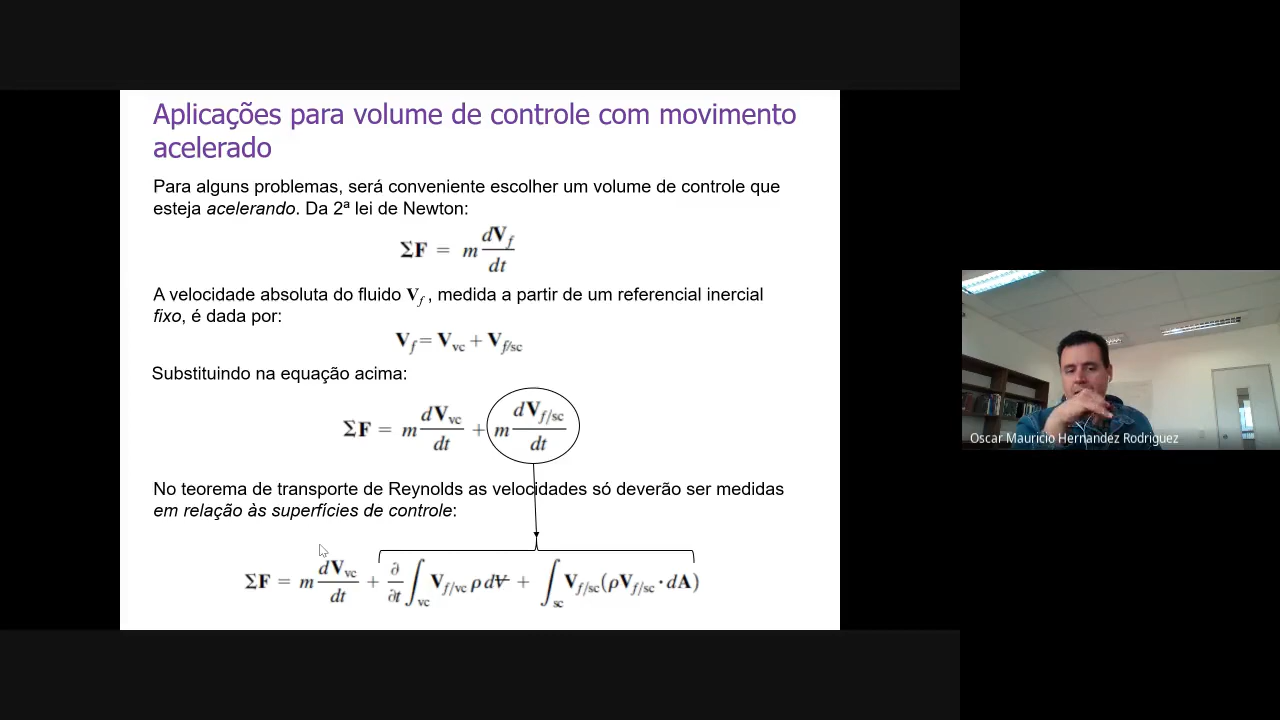 Aplicações para volume de controle com movimento
acelerado
Para alguns problemas, será conveniente escolher um volume de controle que
esteja acelerando. Da 2ª lei de Newton:
ΣF = m dV_f/dt
A velocidade absoluta do fluido V_f , medida a partir de um referencial inercial
fixo, é dada por:
V_f = V_vc + V_f/sc
Substituindo na equação acima:
ΣF = m dV_vc/dt + m dV_f/sc/dt
No teorema de transporte de Reynolds as velocidades só deverão ser medidas
em relação às superfícies de controle:
ΣF = m dV_vc/dt + ∂/∂t ∫_vc V_f/vc ρ dV̶ + ∫_sc V_f/sc(ρV_f/sc · dA)
Oscar Mauricio Hernandez Rodriguez